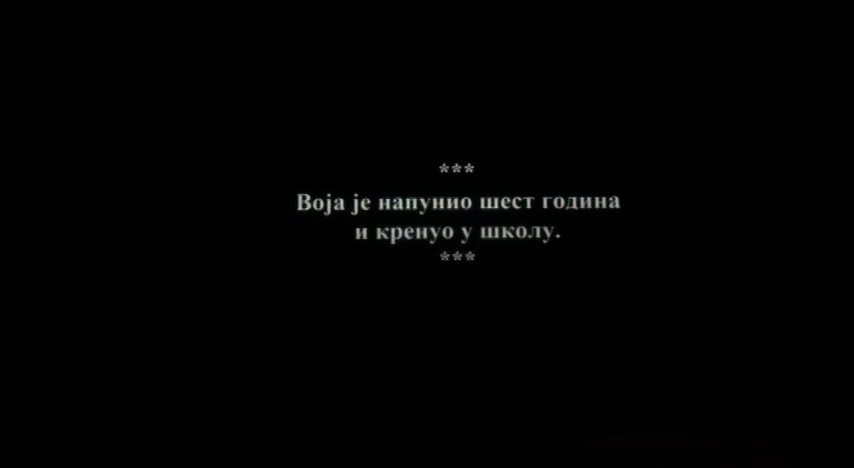 ***
Воја је напунио шест година
и кренуо у школу.
***